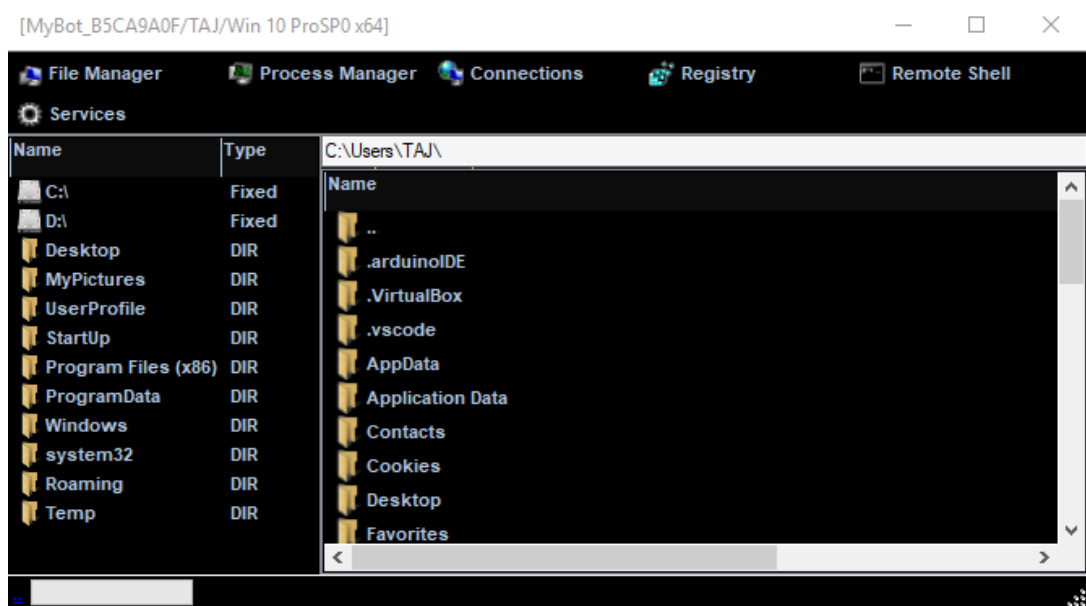 [MyBot_B5CA9A0F/TAJ/Win 10 ProSP0 x64]
File Manager Process Manager Connections Registry Remote Shell
Services
Name Type C:\Users\TAJ\
Name
C:\ Fixed
D:\ Fixed
Desktop DIR
MyPictures DIR
UserProfile DIR
StartUp DIR
Program Files (x86) DIR
ProgramData DIR
Windows DIR
system32 DIR
Roaming DIR
Temp DIR
..
.arduinoIDE
.VirtualBox
.vscode
AppData
Application Data
Contacts
Cookies
Desktop
Favorites
..